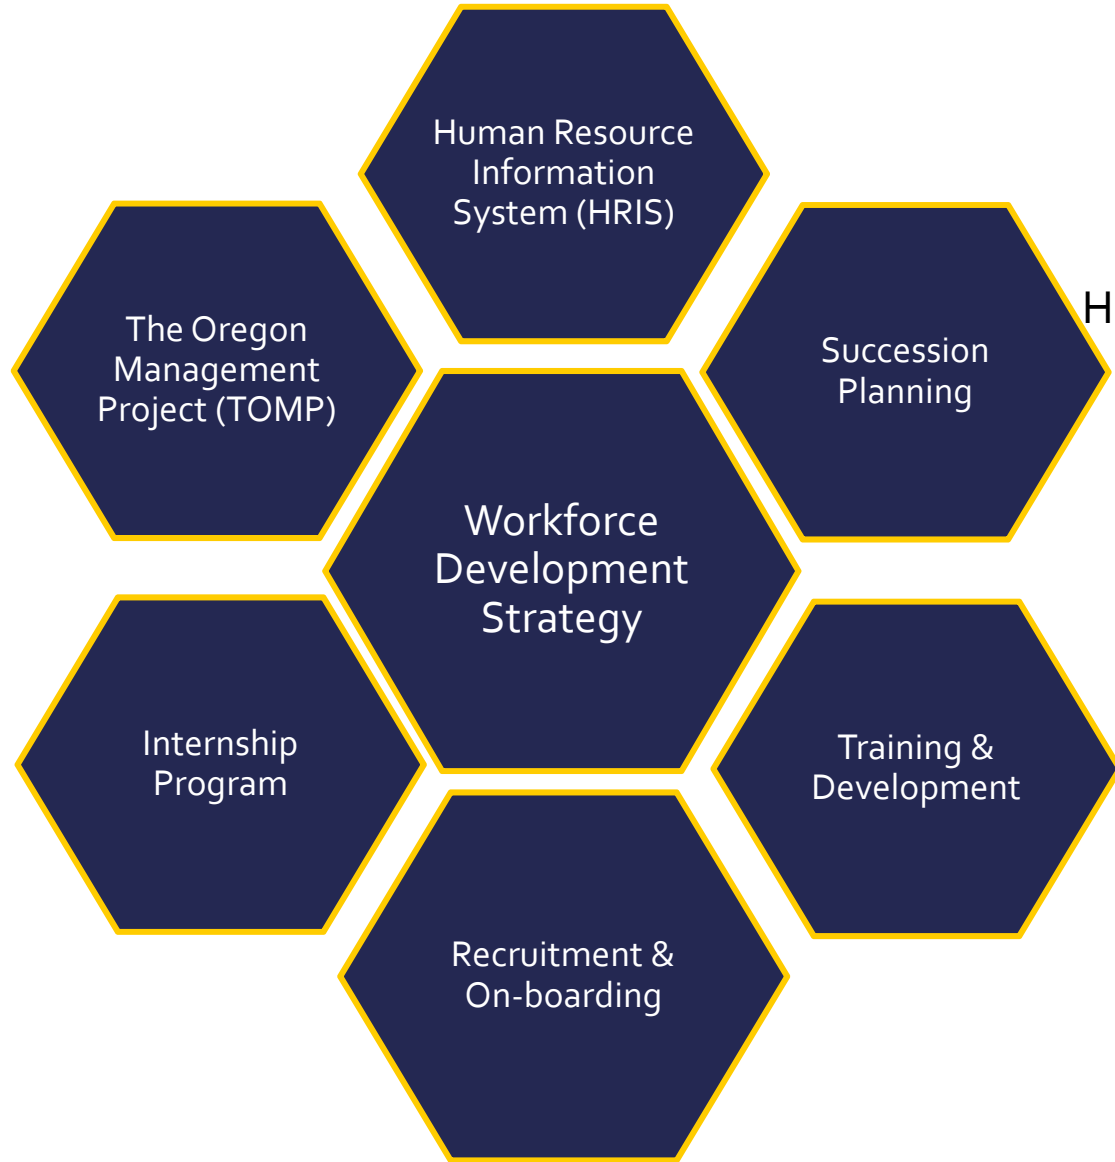 Human Resource
Information
System (HRIS)
The Oregon
Management
Project (TOMP)
H
Succession
Planning
Workforce
Development
Strategy
Internship
Program
Training &
Development
Recruitment &
On-boarding